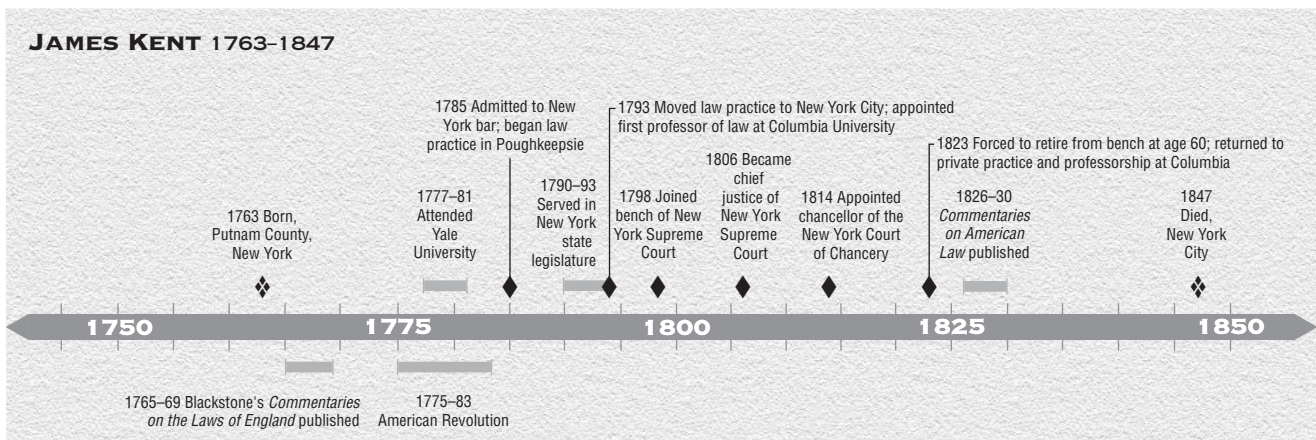 JAMES KENT 1763–1847
1785 Admitted to New
York bar; began law
practice in Poughkeepsie
1793 Moved law practice to New York City; appointed
first professor of law at Columbia University
1823 Forced to retire from bench at age 60; returned to
private practice and professorship at Columbia
1763 Born,
Putnam County,
New York
1777–81
Attended
Yale
University
1790–93
Served in
New York
state
legislature
1798 Joined
bench of New
York Supreme
Court
1806 Became
chief
justice of
New York
Supreme
Court
1814 Appointed
chancellor of the
New York Court
of Chancery
1826–30
Commentaries
on American
Law published
1847
Died,
New York
City
1750
1775
1800
1825
1850
1765–69 Blackstone's Commentaries
on the Laws of England published
1775–83
American Revolution